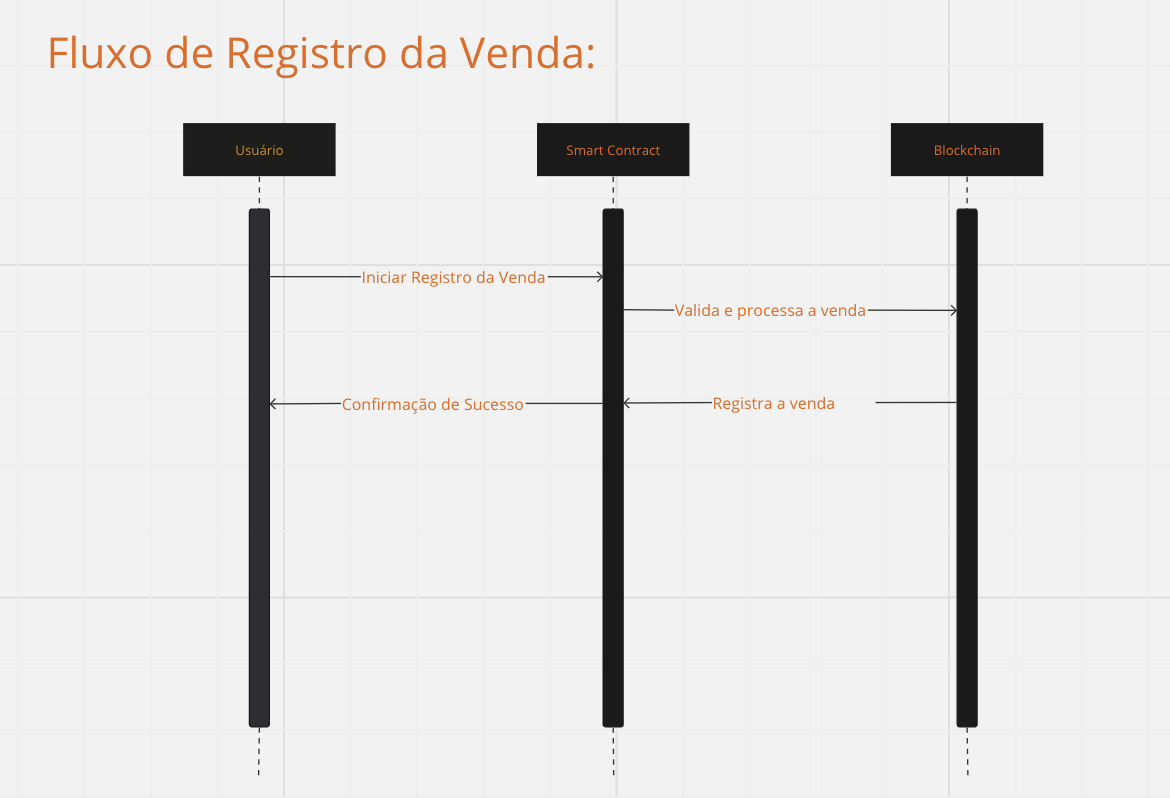 Fluxo de Registro da Venda:
Usuário
Smart Contract
Blockchain
Iniciar Registro da Venda
Valida e processa a venda
Confirmação de Sucesso
Registra a venda